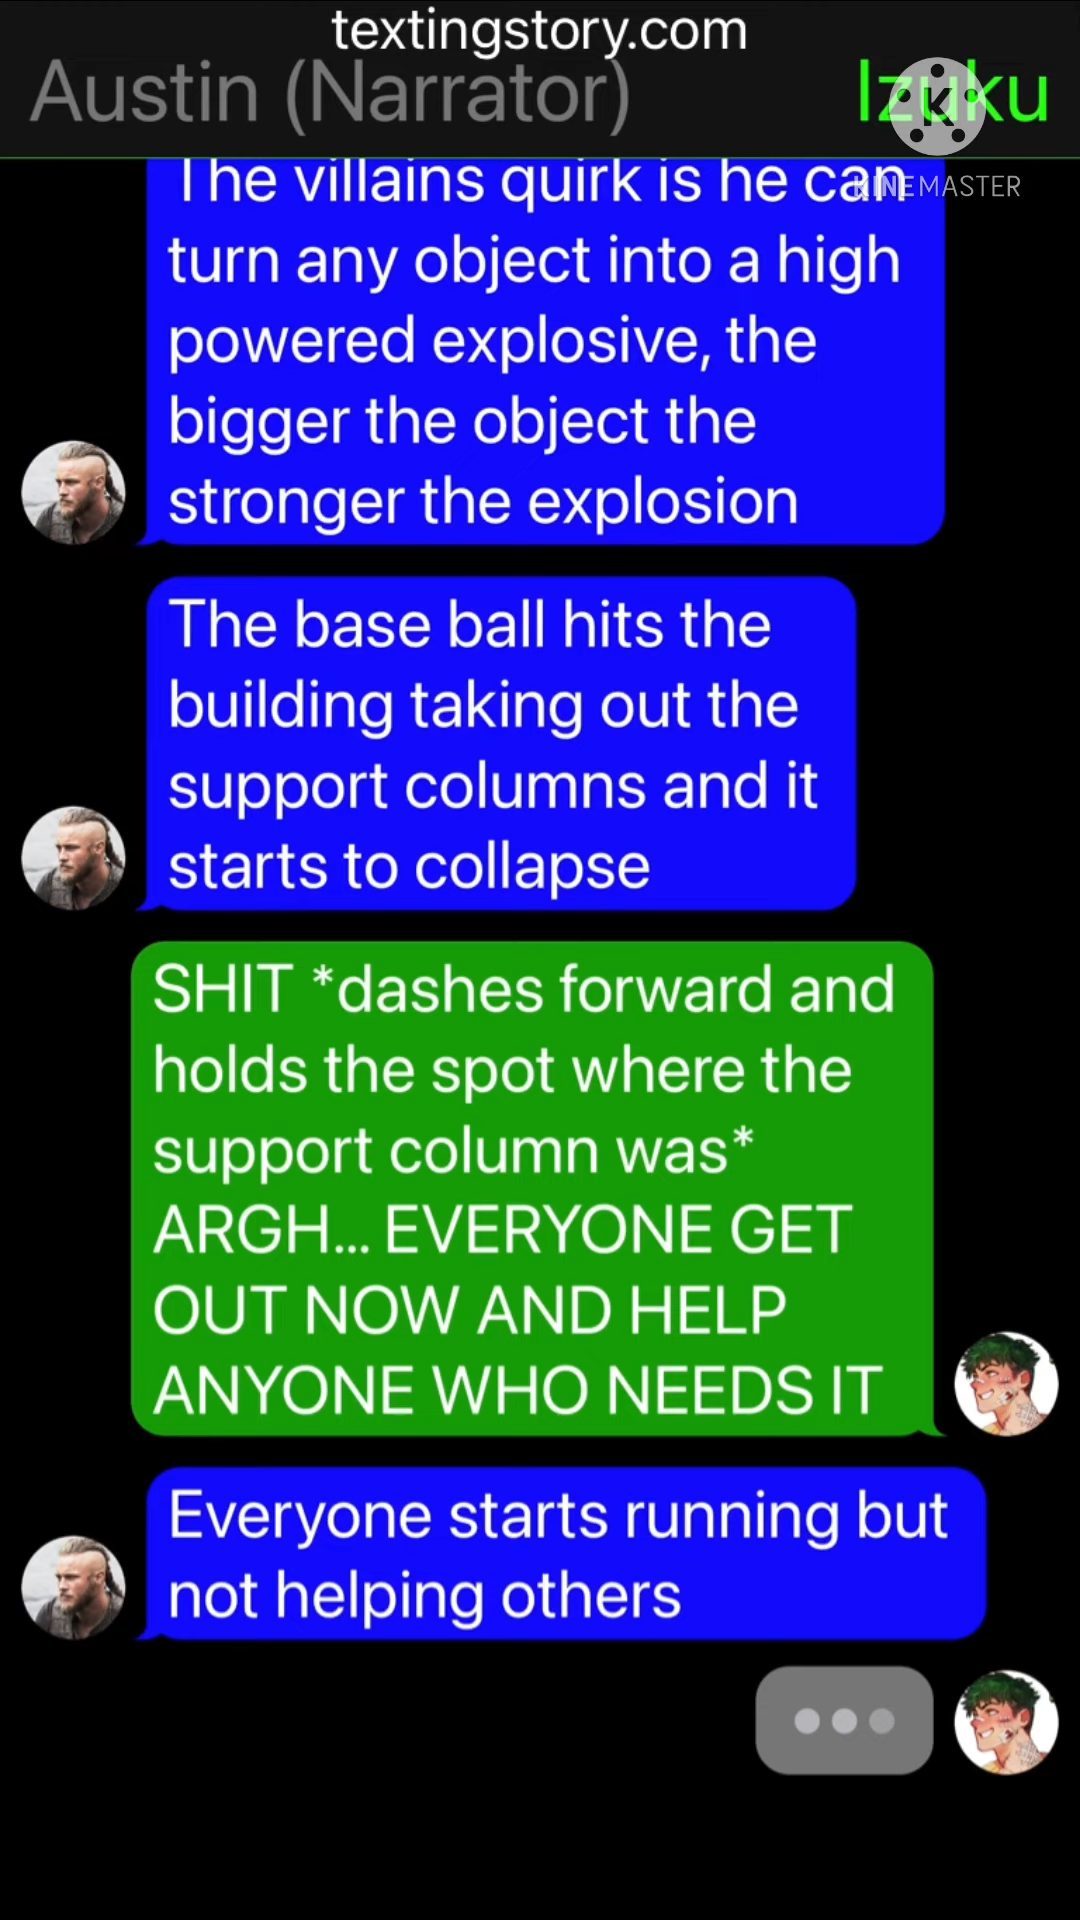 textingstory.com
Austin (Narrator)
Izuku
K
KINEMASTER
The villains quirk is he can
turn any object into a high
powered explosive, the
bigger the object the
stronger the explosion
The base ball hits the
building taking out the
support columns and it
starts to collapse
SHIT *dashes forward and
holds the spot where the
support column was*
ARGH... EVERYONE GET
OUT NOW AND HELP
ANYONE WHO NEEDS IT
Everyone starts running but
not helping others